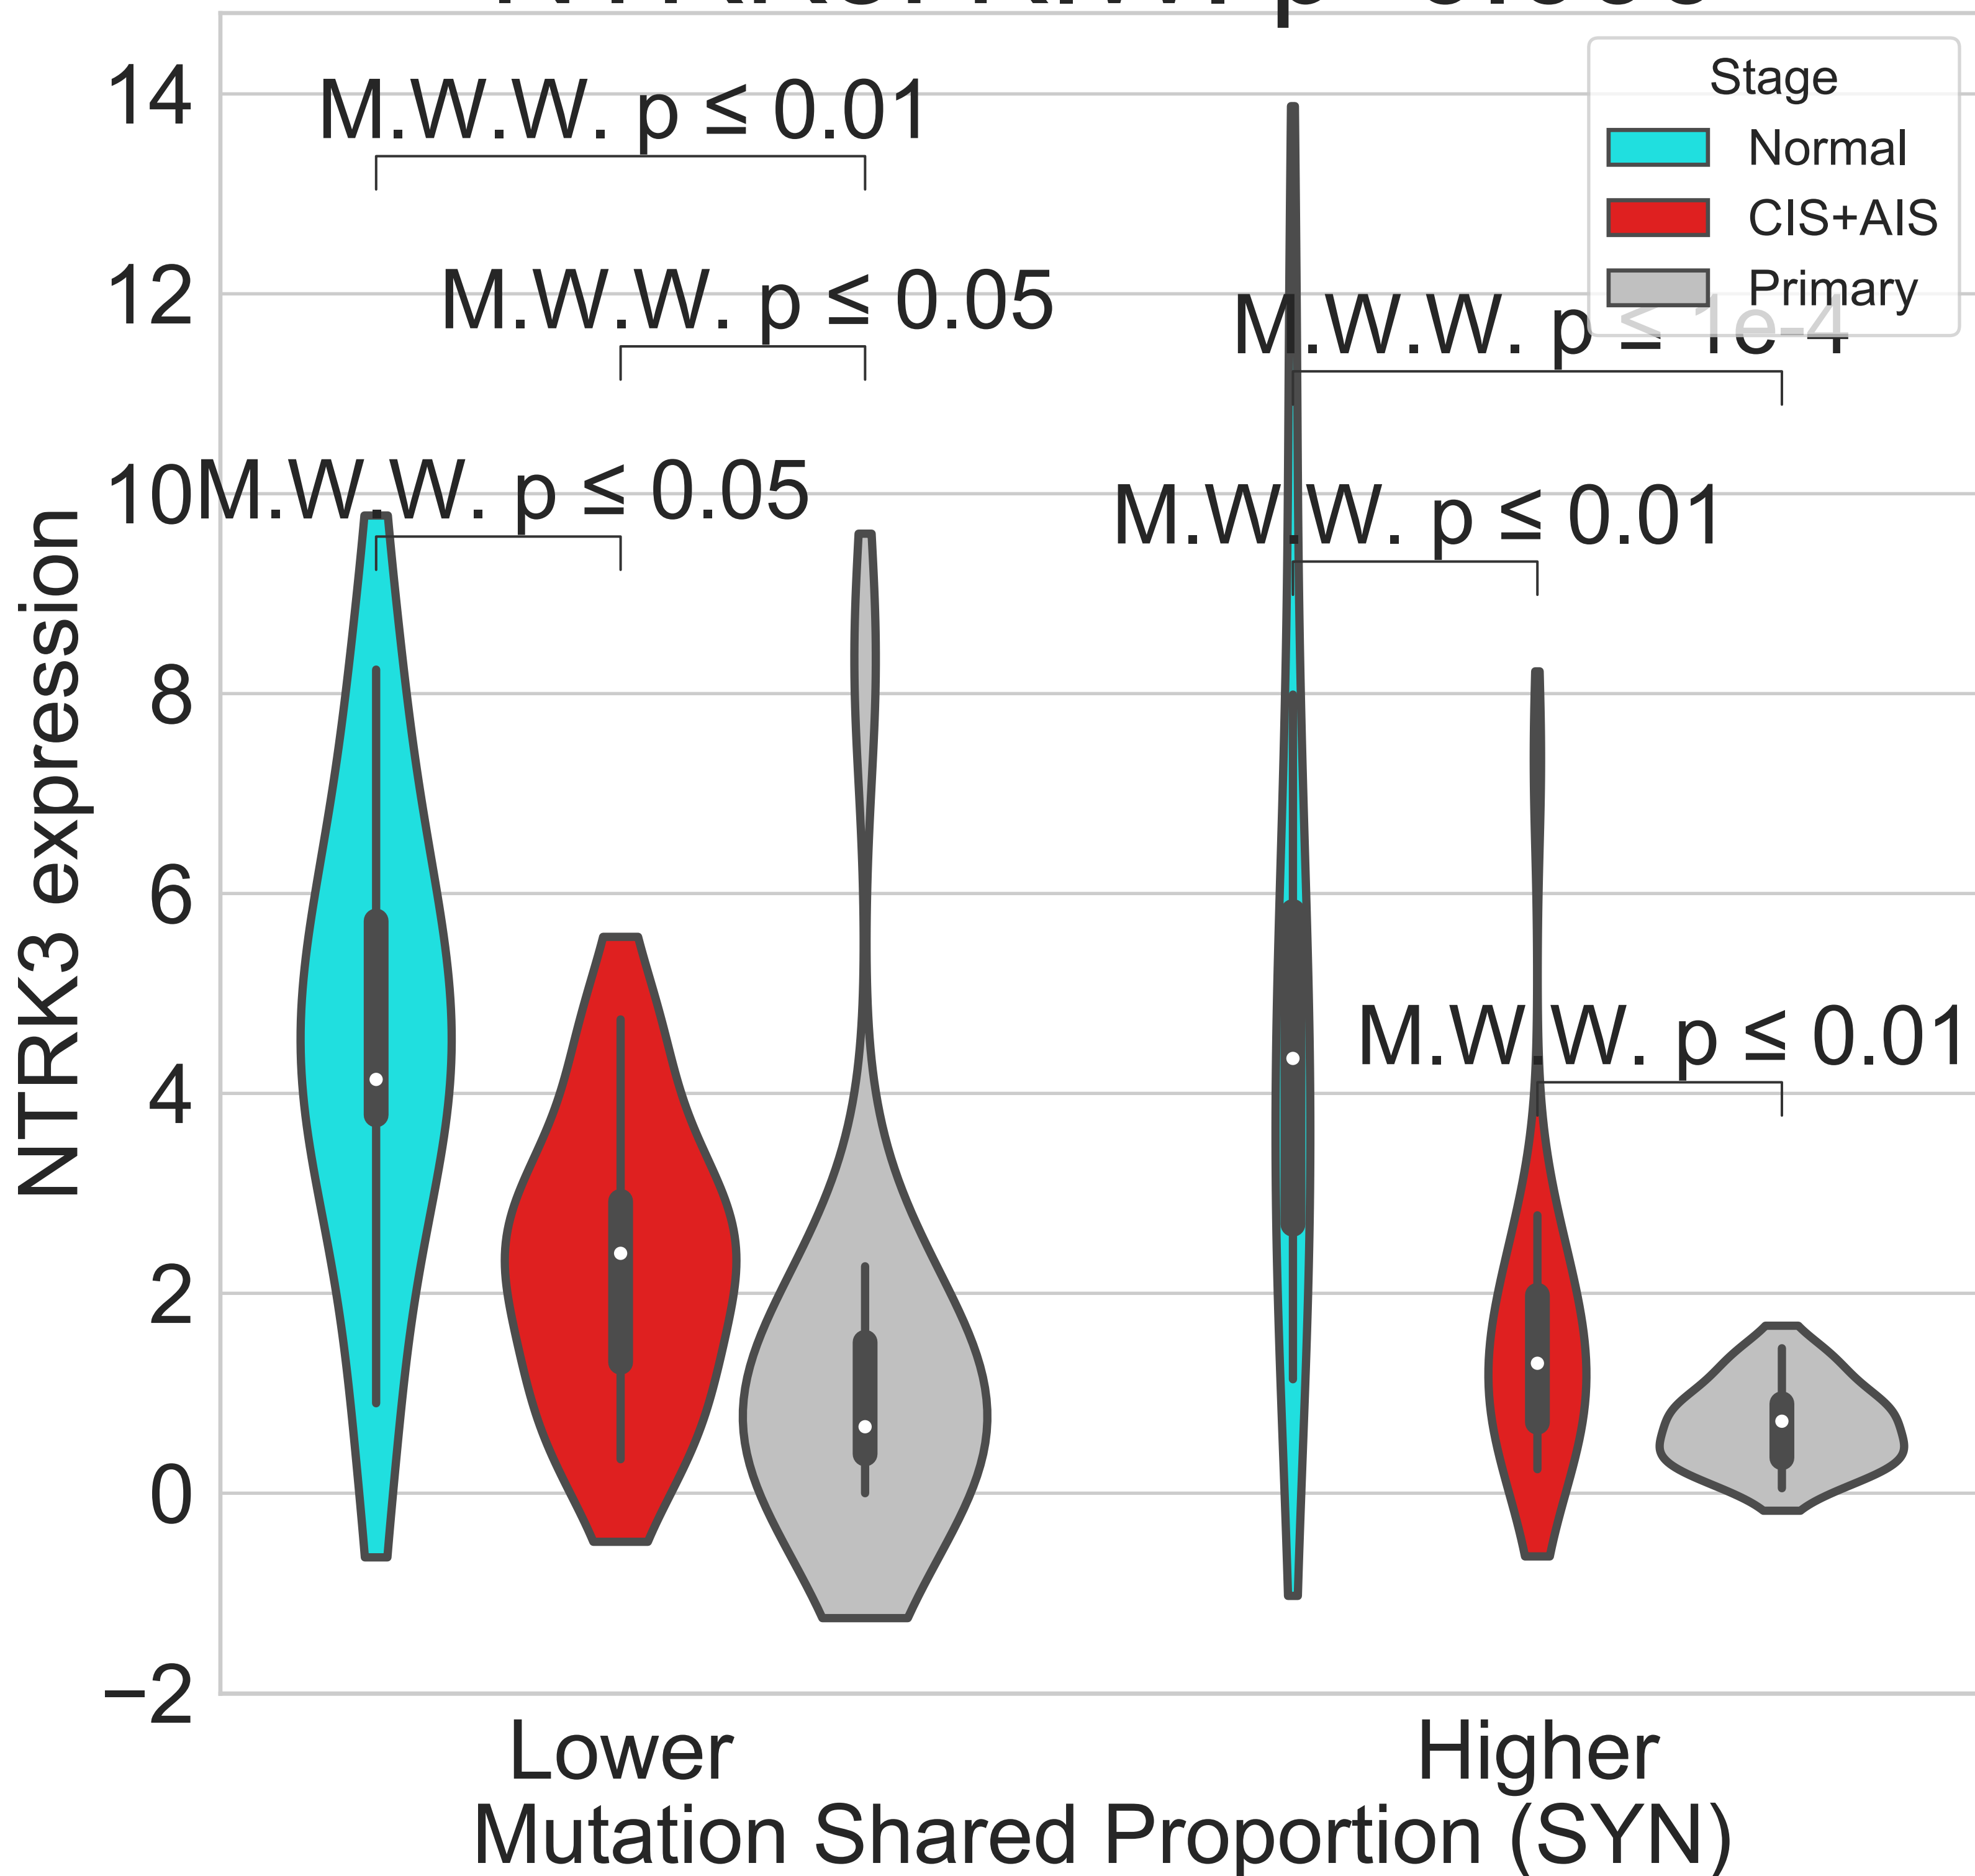 14
12
10
8
6
4
2
0
−2
NTRK3 expression
M.W.W. p ≤ 0.01
M.W.W. p ≤ 0.05
M.W.W. p ≤ 0.05
M.W.W. p ≤ 1e-4
M.W.W. p ≤ 0.01
M.W.W. p ≤ 0.01
Stage
Normal
CIS+AIS
Primary
Lower
Higher
Mutation Shared Proportion (SYN)